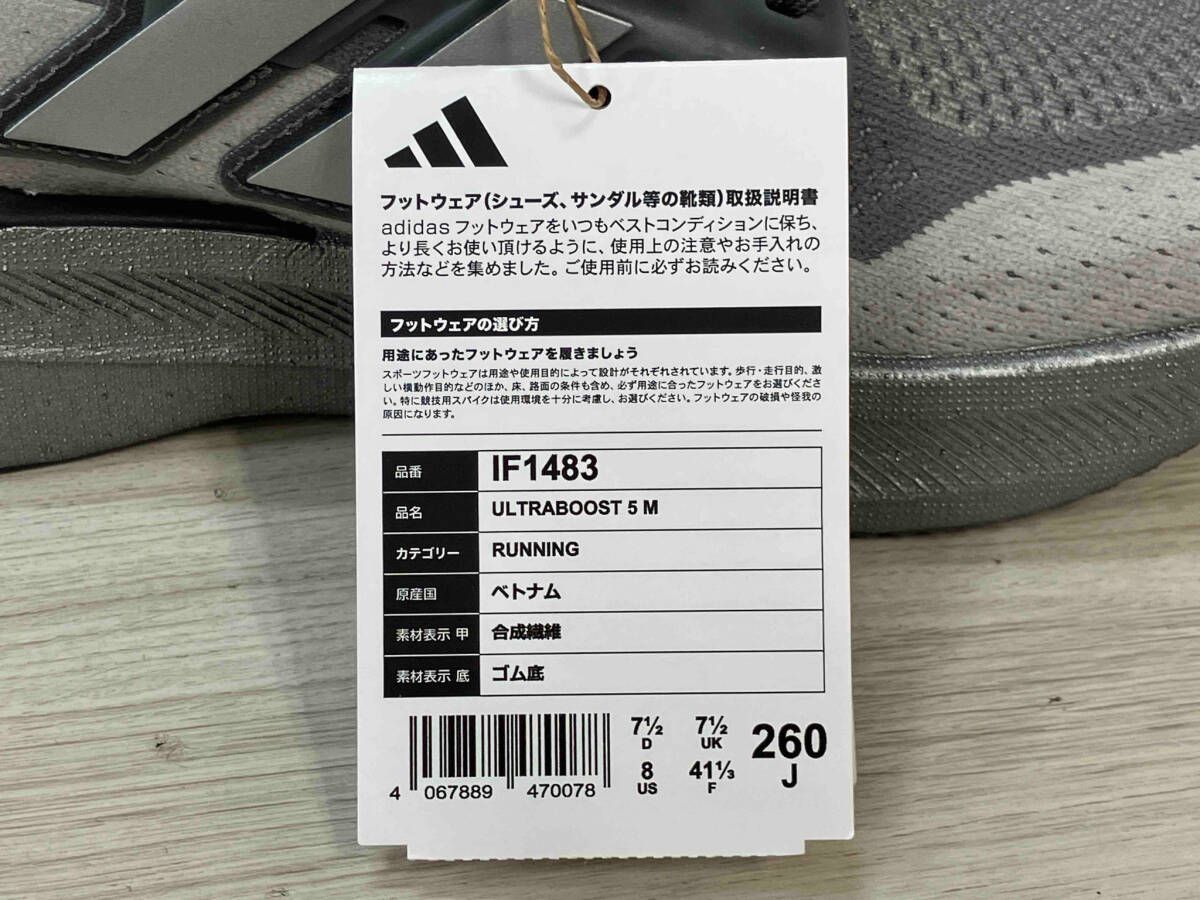 フットウェア(シューズ、サンダル等の靴類)取扱説明書
adidas フットウェアをいつもベストコンディションに保ち、
より長くお使い頂けるように、使用上の注意やお手入れの
方法などを集めました。ご使用前に必ずお読みください。
フットウェアの選び方
用途にあったフットウェアを履きましょう
スポーツフットウェアは用途や使用目的によって設計がそれぞれされています。歩行・走行目的、激
しい横動作目的などのほか、床、路面の条件も含め、必ず用途に合ったフットウェアをお選びくださ
い。特に競技用スパイクは使用環境を十分に考慮し、お選びください。フットウェアの破損や怪我の
原因になります。
品番 IF1483
品名 ULTRABOOST 5 M
カテゴリー RUNNING
原産国 ベトナム
素材表示 甲 合成繊維
素材表示 底 ゴム底
7½ 7½ 260
D UK J
8 41⅓
US F
4 067889 470078